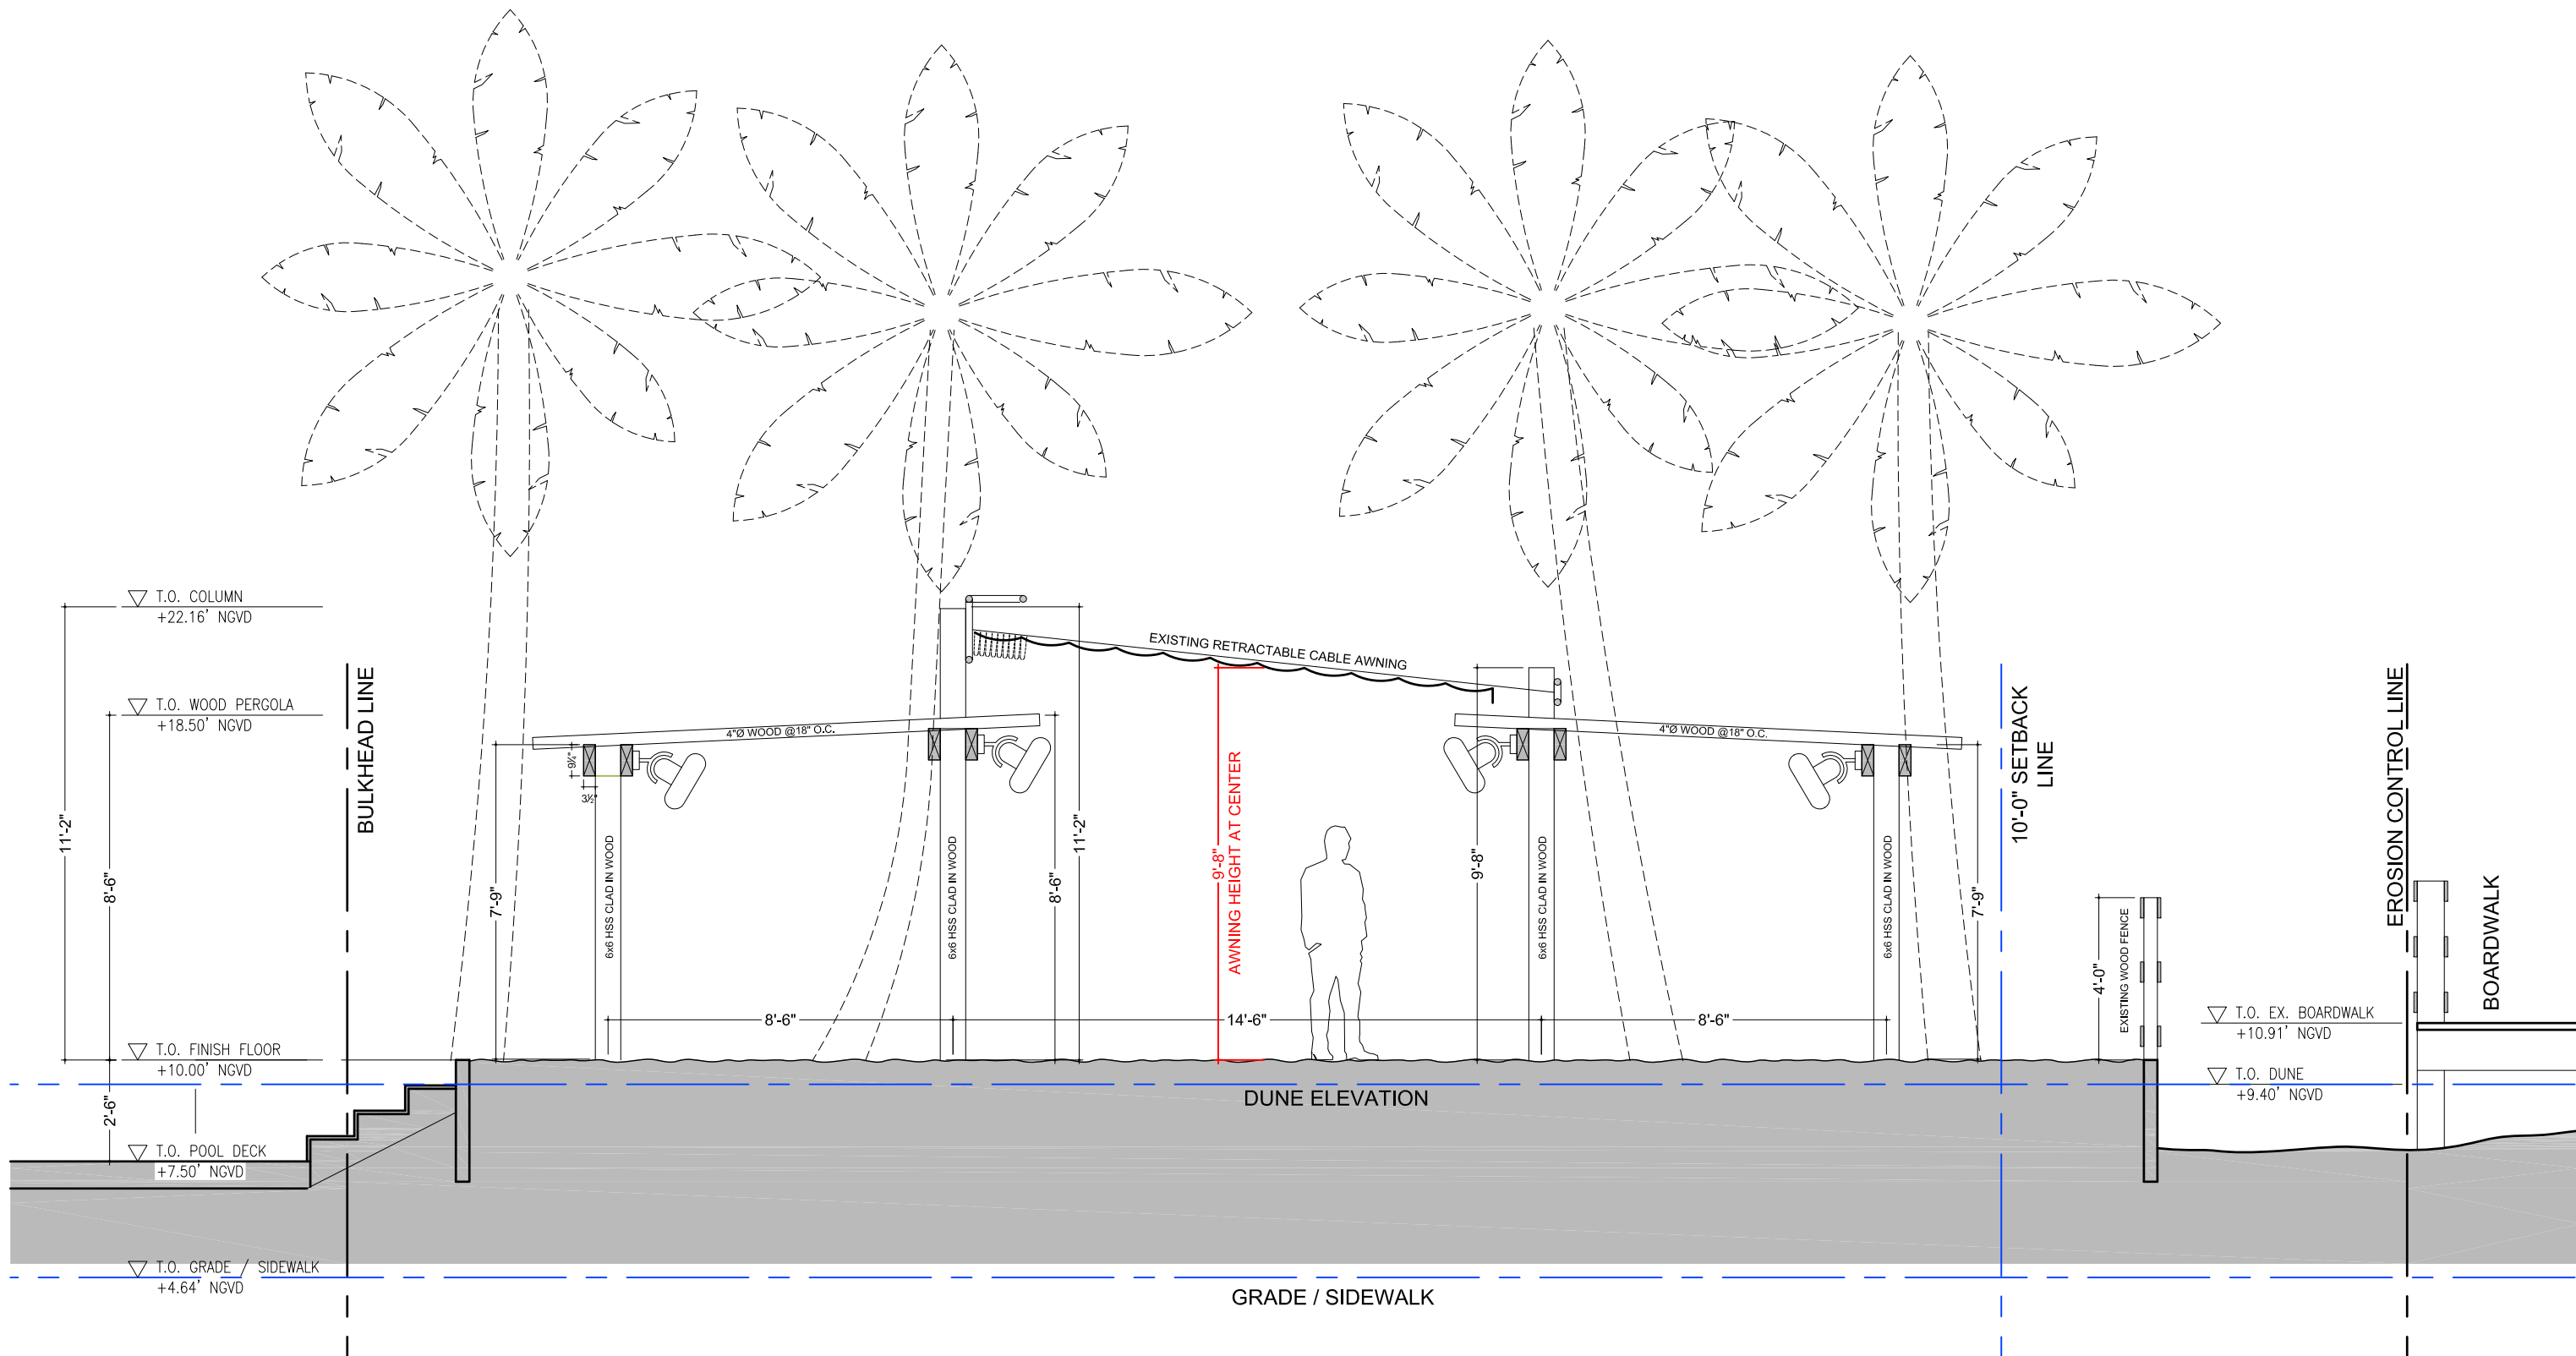 T.O. COLUMN
+22.16' NGVD
T.O. WOOD PERGOLA
+18.50' NGVD
T.O. FINISH FLOOR
+10.00' NGVD
T.O. POOL DECK
+7.50' NGVD
T.O. GRADE / SIDEWALK
+4.64' NGVD
11'-2"
8'-6"
2'-6"
BULKHEAD LINE
7'-9"
9¼"
3½"
4"Ø WOOD @18" O.C.
6x6 HSS CLAD IN WOOD
8'-6"
6x6 HSS CLAD IN WOOD
8'-6"
11'-2"
EXISTING RETRACTABLE CABLE AWNING
9'-8"
AWNING HEIGHT AT CENTER
14'-6"
9'-8"
6x6 HSS CLAD IN WOOD
4"Ø WOOD @18" O.C.
8'-6"
6x6 HSS CLAD IN WOOD
7'-9"
10'-0" SETBACK
LINE
4'-0"
EXISTING WOOD FENCE
EROSION CONTROL LINE
BOARDWALK
T.O. EX. BOARDWALK
+10.91' NGVD
T.O. DUNE
+9.40' NGVD
DUNE ELEVATION
GRADE / SIDEWALK